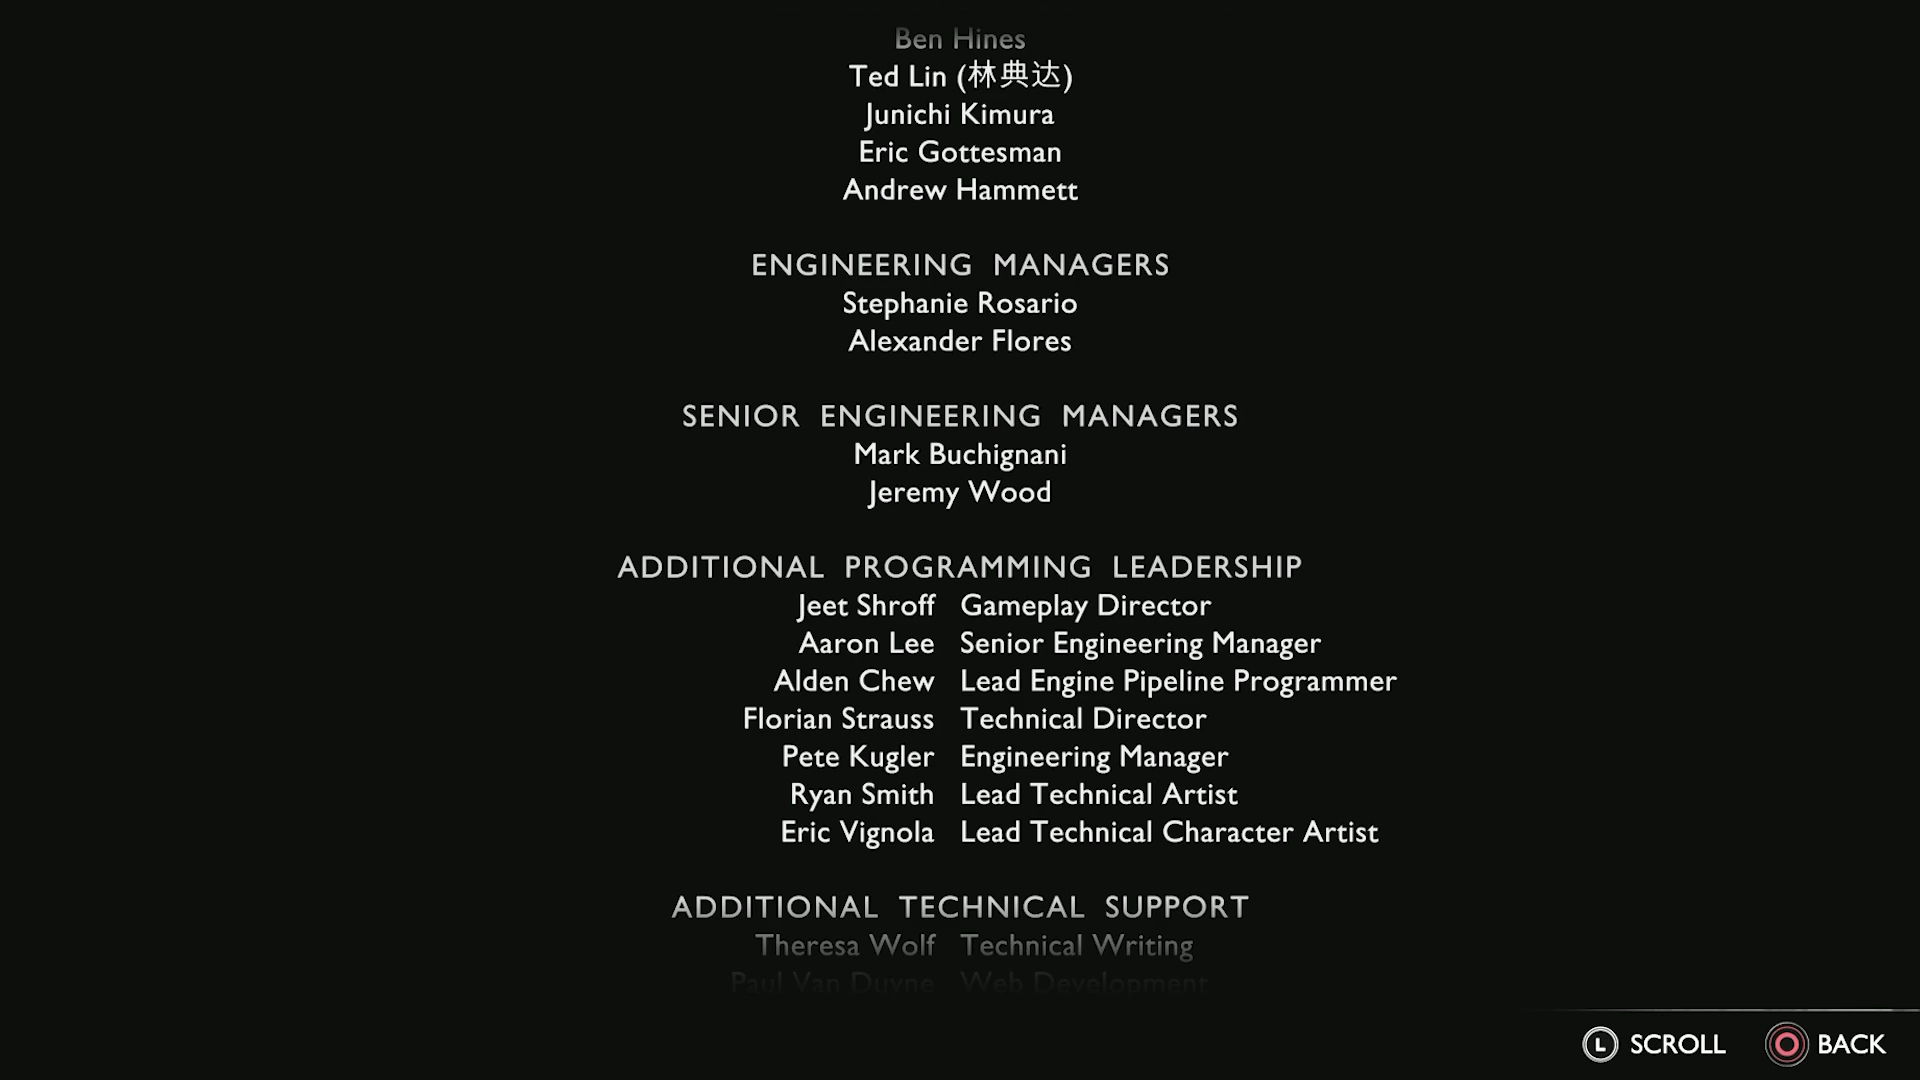 Ben Hines
Ted Lin (林典达)
Junichi Kimura
Eric Gottesman
Andrew Hammett
ENGINEERING MANAGERS
Stephanie Rosario
Alexander Flores
SENIOR ENGINEERING MANAGERS
Mark Buchignani
Jeremy Wood
ADDITIONAL PROGRAMMING LEADERSHIP
Jeet Shroff Gameplay Director
Aaron Lee Senior Engineering Manager
Alden Chew Lead Engine Pipeline Programmer
Florian Strauss Technical Director
Pete Kugler Engineering Manager
Ryan Smith Lead Technical Artist
Eric Vignola Lead Technical Character Artist
ADDITIONAL TECHNICAL SUPPORT
Theresa Wolf Technical Writing
Paul Van Duyne Web Development
L SCROLL BACK